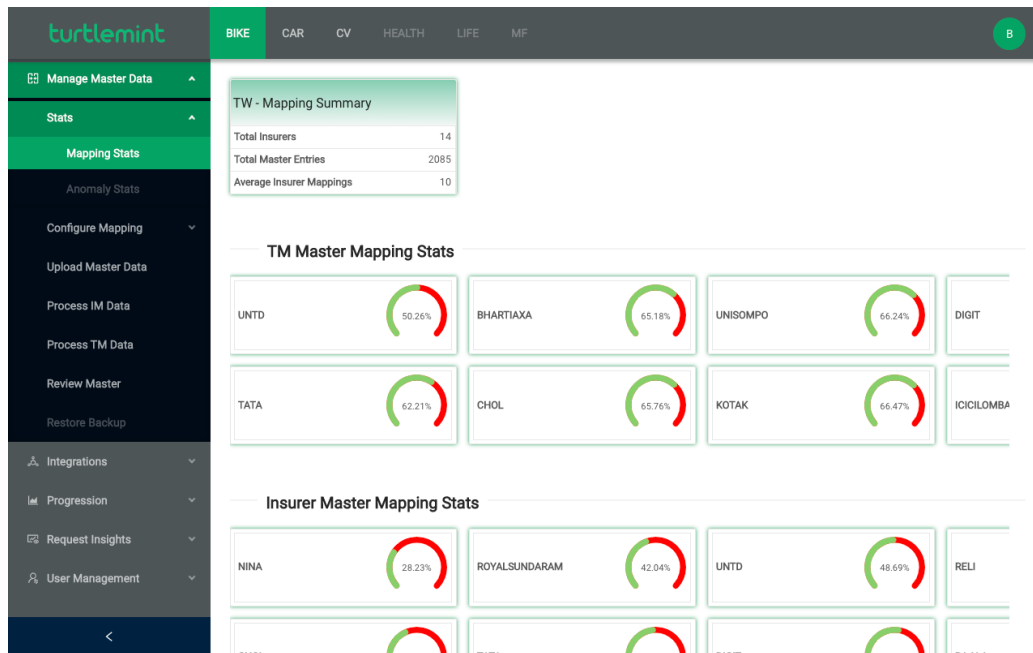 turtlemint
BIKE CAR CV HEALTH LIFE MF
B
Manage Master Data
Stats
Mapping Stats
Anomaly Stats
Configure Mapping
Upload Master Data
Process IM Data
Process TM Data
Review Master
Restore Backup
Integrations
Progression
Request Insights
User Management
TW - Mapping Summary
Total Insurers 14
Total Master Entries 2085
Average Insurer Mappings 10
TM Master Mapping Stats
UNTD 50.26% BHARTIAXA 65.18% UNISOMPO 66.24% DIGIT
TATA 62.21% CHOL 65.76% KOTAK 66.47% ICICILOMBA
Insurer Master Mapping Stats
NINA 28.23% ROYALSUNDARAM 42.04% UNTD 48.69% RELI